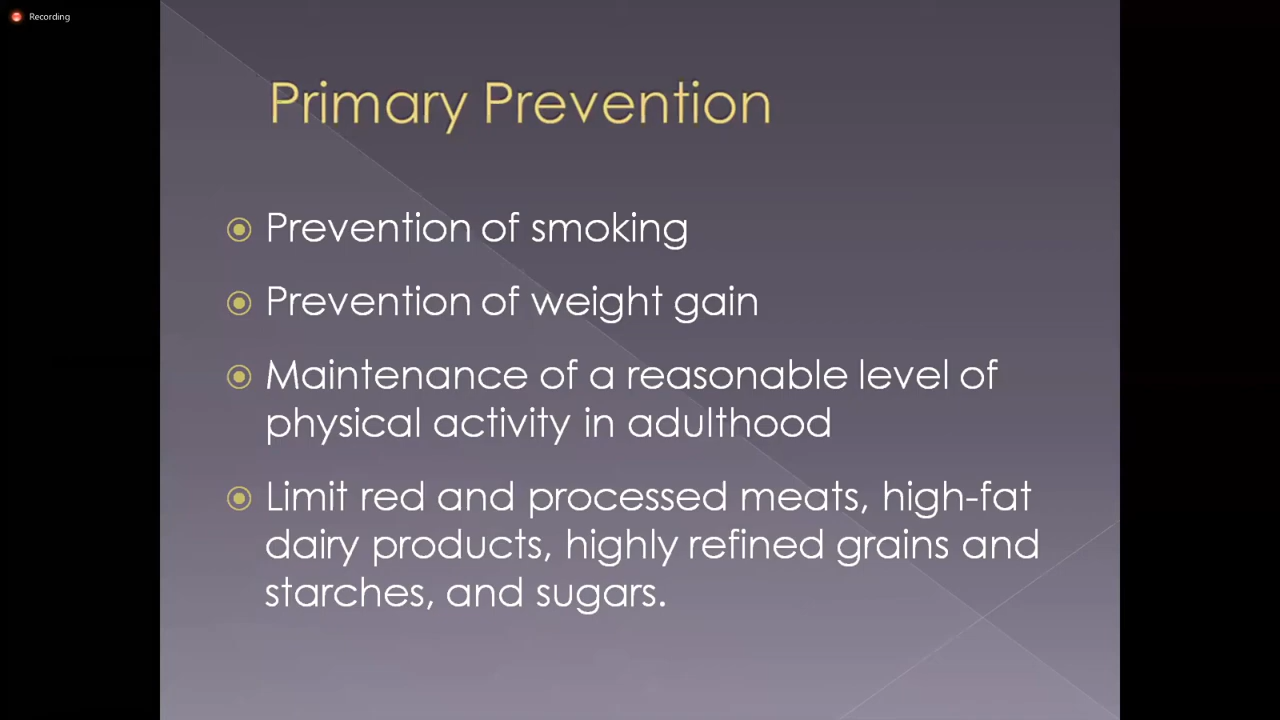 Recording
Primary Prevention
Prevention of smoking
Prevention of weight gain
Maintenance of a reasonable level of
physical activity in adulthood
Limit red and processed meats, high-fat
dairy products, highly refined grains and
starches, and sugars.